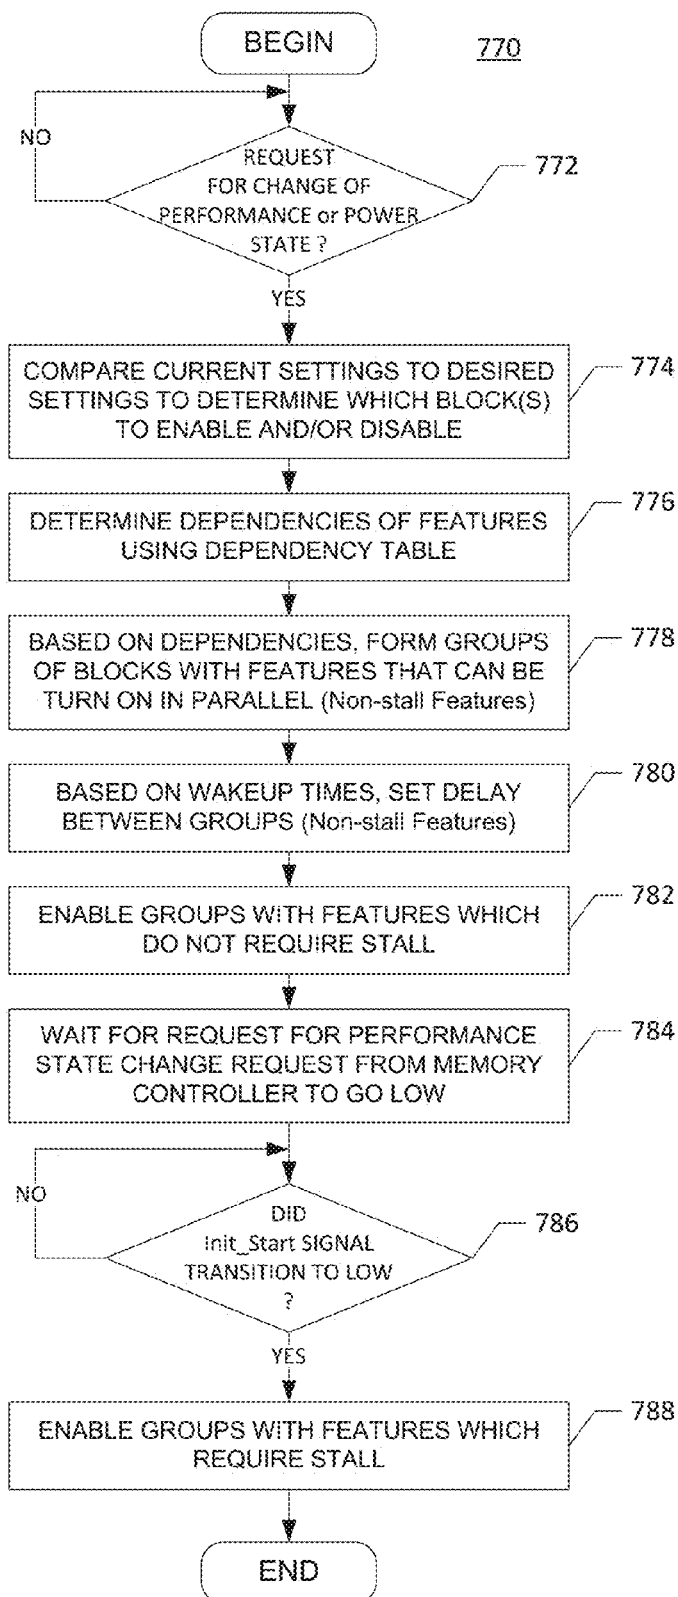 BEGIN
770
NO
REQUEST
FOR CHANGE OF
PERFORMANCE or POWER
STATE ?
772
YES
COMPARE CURRENT SETTINGS TO DESIRED
SETTINGS TO DETERMINE WHICH BLOCK(S)
TO ENABLE AND/OR DISABLE
774
DETERMINE DEPENDENCIES OF FEATURES
USING DEPENDENCY TABLE
776
BASED ON DEPENDENCIES, FORM GROUPS
OF BLOCKS WITH FEATURES THAT CAN BE
TURN ON IN PARALLEL (Non-stall Features)
778
BASED ON WAKEUP TIMES, SET DELAY
BETWEEN GROUPS (Non-stall Features)
780
ENABLE GROUPS WITH FEATURES WHICH
DO NOT REQUIRE STALL
782
WAIT FOR REQUEST FOR PERFORMANCE
STATE CHANGE REQUEST FROM MEMORY
CONTROLLER TO GO LOW
784
NO
DID
Init_Start SIGNAL
TRANSITION TO LOW
?
786
YES
ENABLE GROUPS WITH FEATURES WHICH
REQUIRE STALL
788
END